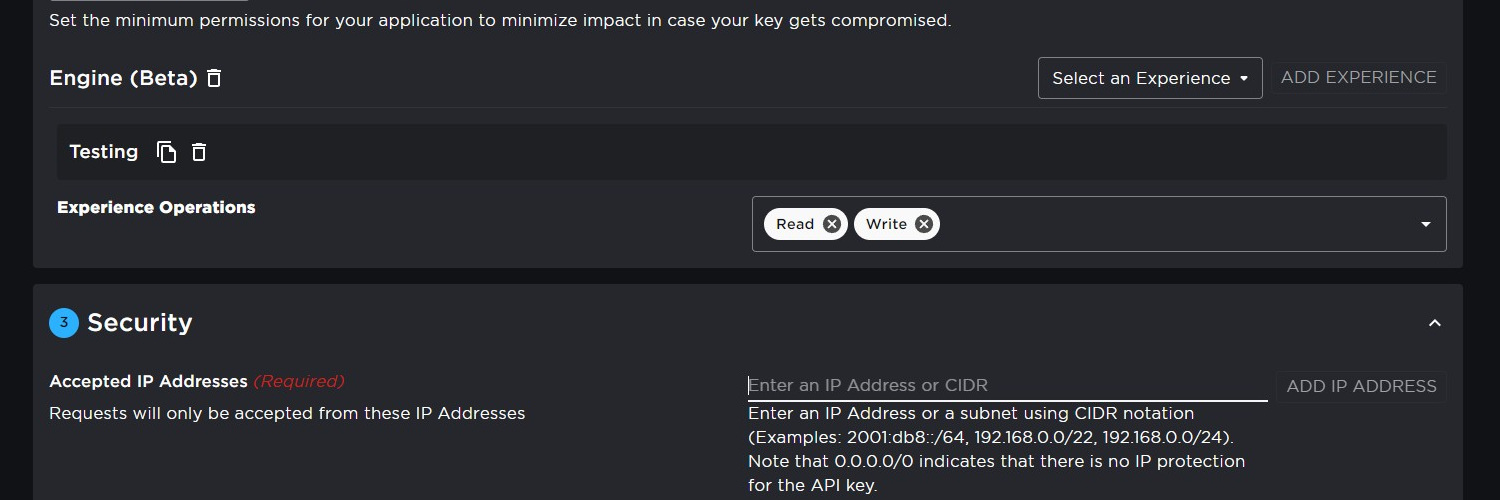 Set the minimum permissions for your application to minimize impact in case your key gets compromised.
Engine (Beta)
Select an Experience
ADD EXPERIENCE
Testing
Experience Operations
Read
Write
3
Security
Accepted IP Addresses (Required)
Requests will only be accepted from these IP Addresses
Enter an IP Address or CIDR
ADD IP ADDRESS
Enter an IP Address or a subnet using CIDR notation
(Examples: 2001:db8::/64, 192.168.0.0/22, 192.168.0.0/24).
Note that 0.0.0.0/0 indicates that there is no IP protection
for the API key.